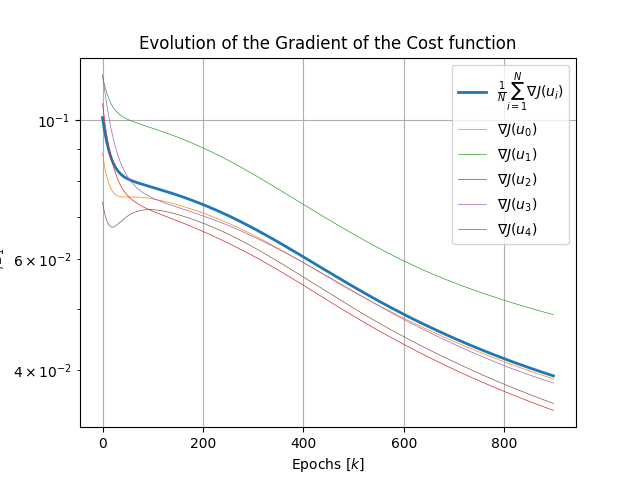 Evolution of the Gradient of the Cost function
$\frac{1}{N}\sum_{i=1}^{N}\nabla J(u_i)$
$\nabla J(u_0)$
$\nabla J(u_1)$
$\nabla J(u_2)$
$\nabla J(u_3)$
$\nabla J(u_4)$
$10^{-1}$
$6 \times 10^{-2}$
$4 \times 10^{-2}$
0 200 400 600 800
Epochs [k]